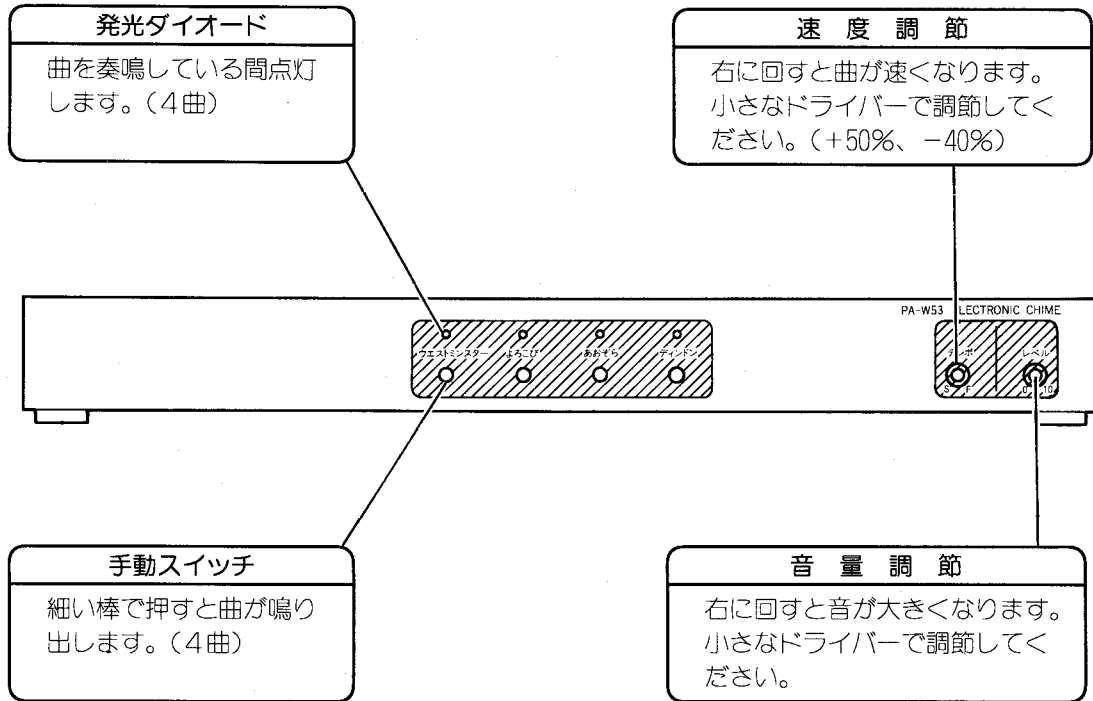 発光ダイオード
曲を奏鳴している間点灯
します。(4曲)
速度調節
右に回すと曲が速くなります。
小さなドライバーで調節してく
ださい。(+50%、-40%)
PA-W53 ELECTRONIC CHIME
ウエストミンスター よろこび あおぞら ディンドン
テンポ レベル
S F 0 10
手動スイッチ
細い棒で押すと曲が鳴り
出します。(4曲)
音量調節
右に回すと音が大きくなります。
小さなドライバーで調節してく
ださい。